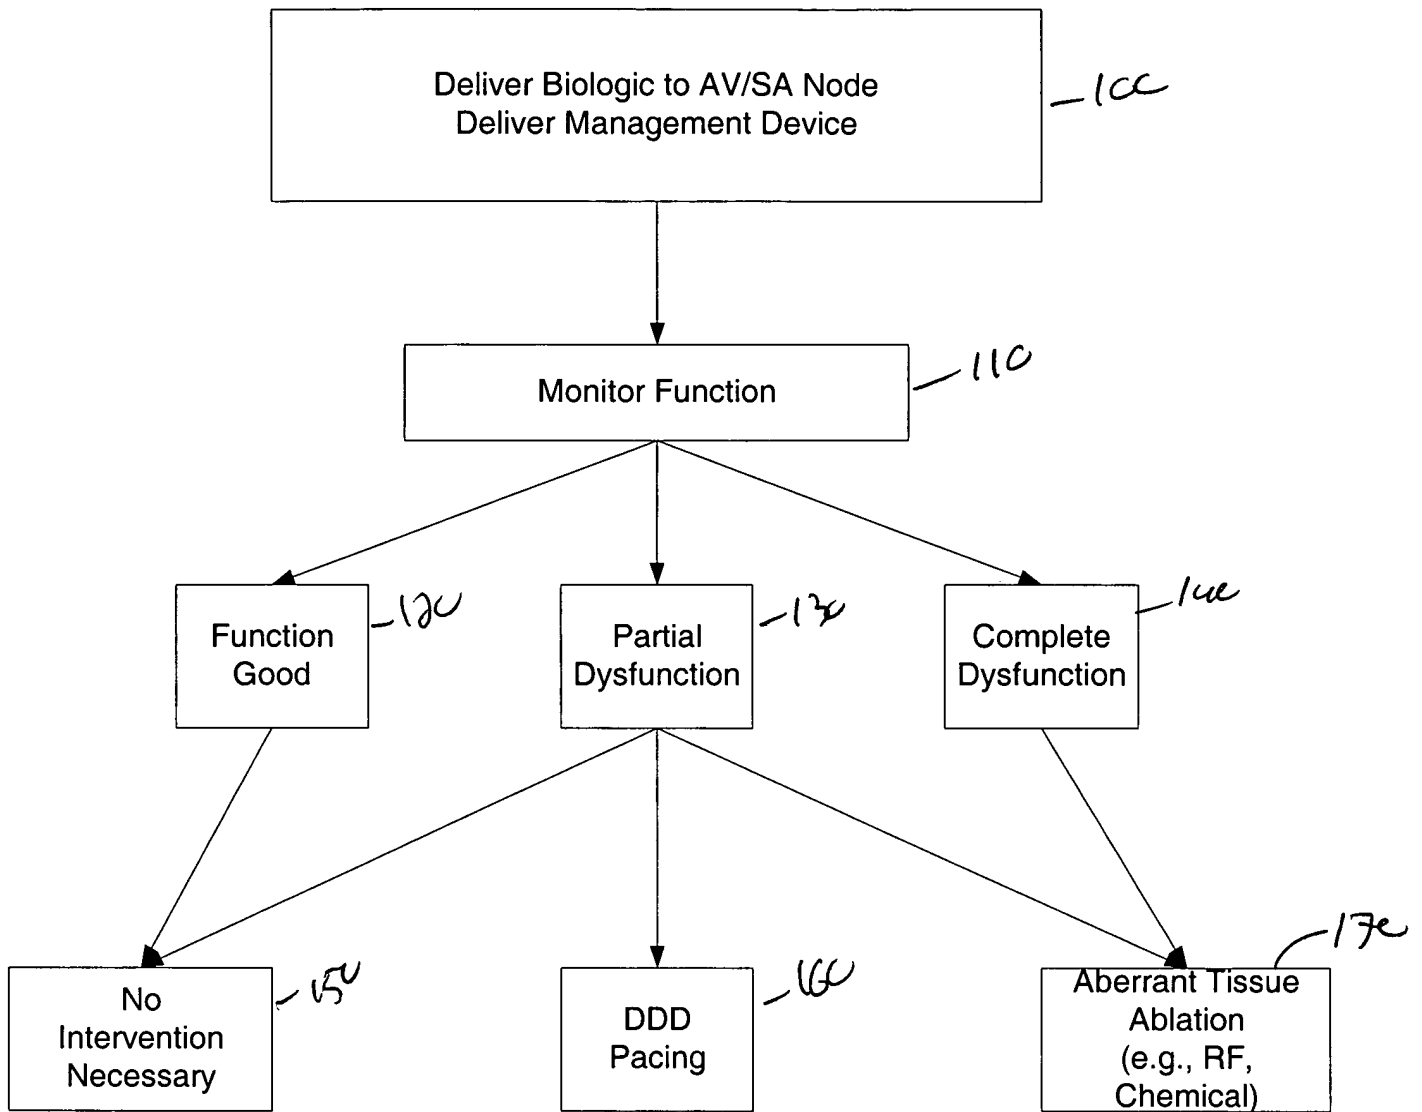 Deliver Biologic to AV/SA Node
Deliver Management Device
100
Monitor Function
110
Function
Good
120
Partial
Dysfunction
130
Complete
Dysfunction
140
No
Intervention
Necessary
150
DDD
Pacing
160
Aberrant Tissue
Ablation
(e.g., RF,
Chemical)
170